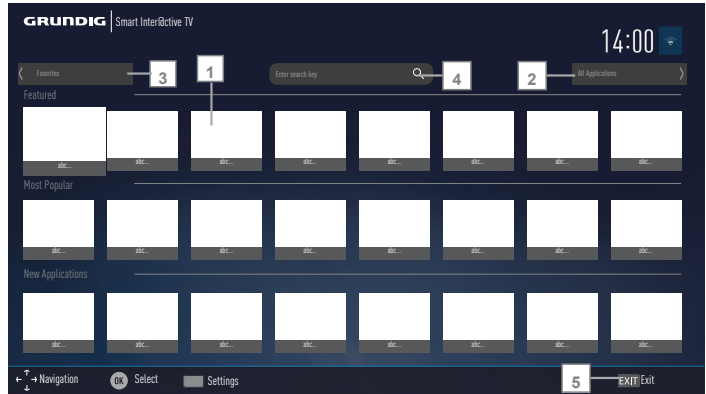 GRUNDIG Smart Inter@ctive TV
14:00
Favorites 3 1 Enter search key 4 2 All Applications
Featured
abc... abc... abc... abc... abc... abc... abc... abc...
Most Popular
abc... abc... abc... abc... abc... abc... abc... abc...
New Applications
abc... abc... abc... abc... abc... abc... abc... abc...
Navigation OK Select Settings 5 EXIT Exit